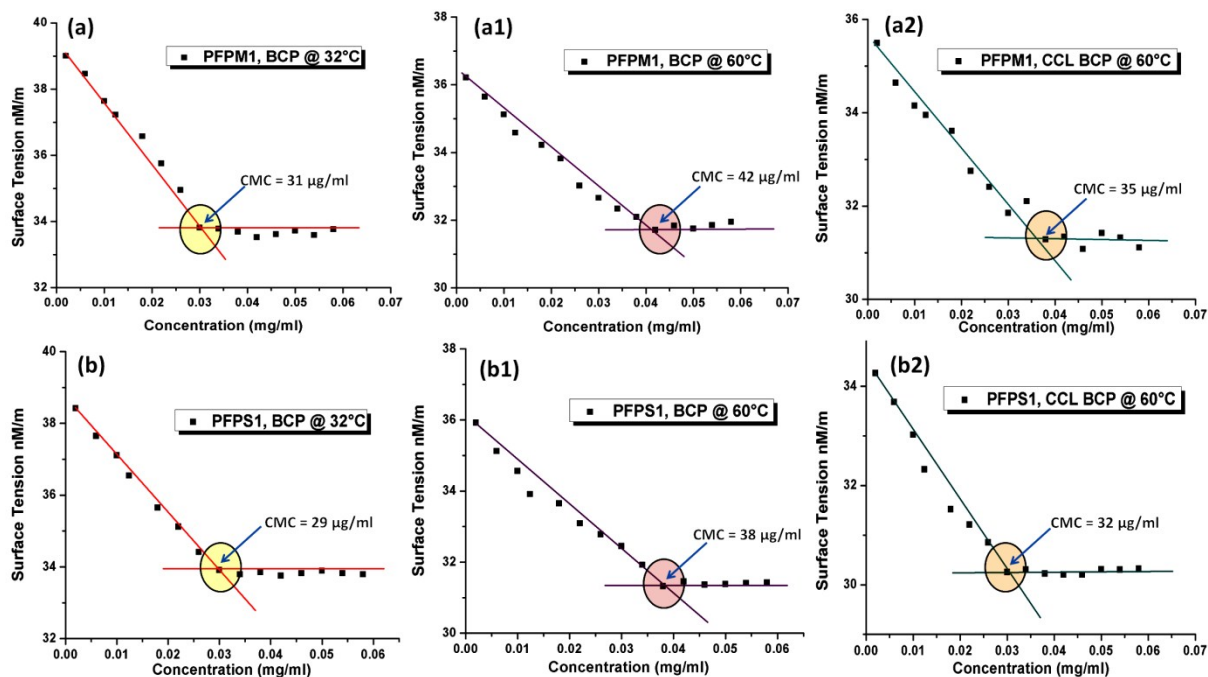 (a)
PFPM1, BCP @ 32°C
CMC = 31 µg/ml
Surface Tension nM/m
40
38
36
34
32
0.00 0.01 0.02 0.03 0.04 0.05 0.06 0.07
Concentration (mg/ml)
(a1)
PFPM1, BCP @ 60°C
CMC = 42 µg/ml
Surface Tension nM/m
38
36
34
32
30
0.00 0.01 0.02 0.03 0.04 0.05 0.06 0.07
Concentration (mg/ml)
(a2)
PFPM1, CCL BCP @ 60°C
CMC = 35 µg/ml
Surface Tension nM/m
36
34
32
30
0.00 0.01 0.02 0.03 0.04 0.05 0.06 0.07
Concentration (mg/ml)
(b)
PFPS1, BCP @ 32°C
CMC = 29 µg/ml
Surface Tension nM/m
40
38
36
34
32
0.00 0.01 0.02 0.03 0.04 0.05 0.06
Concentration (mg/ml)
(b1)
PFPS1, BCP @ 60°C
CMC = 38 µg/ml
Surface Tension nM/m
38
36
34
32
30
0.00 0.01 0.02 0.03 0.04 0.05 0.06
Concentration (mg/ml)
(b2)
PFPS1, CCL BCP @ 60°C
CMC = 32 µg/ml
Surface Tension nM/m
34
32
30
0.00 0.01 0.02 0.03 0.04 0.05 0.06 0.07
Concentration (mg/ml)